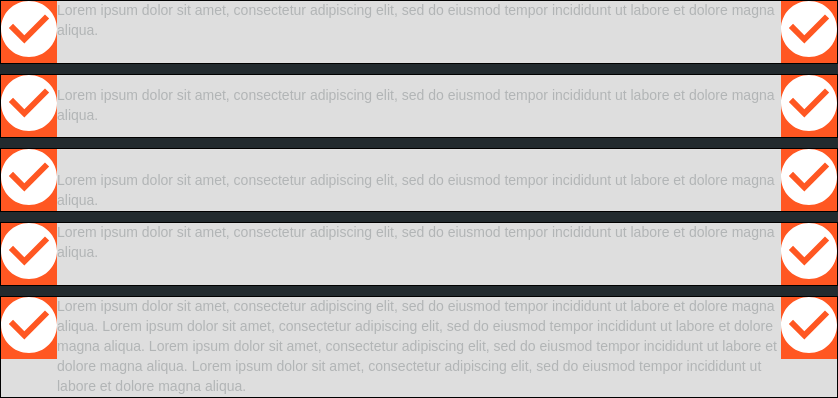 Lorem ipsum dolor sit amet, consectetur adipiscing elit, sed do eiusmod tempor incididunt ut labore et dolore magna
aliqua.
Lorem ipsum dolor sit amet, consectetur adipiscing elit, sed do eiusmod tempor incididunt ut labore et dolore magna
aliqua.
Lorem ipsum dolor sit amet, consectetur adipiscing elit, sed do eiusmod tempor incididunt ut labore et dolore magna
aliqua.
Lorem ipsum dolor sit amet, consectetur adipiscing elit, sed do eiusmod tempor incididunt ut labore et dolore magna
aliqua.
Lorem ipsum dolor sit amet, consectetur adipiscing elit, sed do eiusmod tempor incididunt ut labore et dolore magna
aliqua. Lorem ipsum dolor sit amet, consectetur adipiscing elit, sed do eiusmod tempor incididunt ut labore et dolore
magna aliqua. Lorem ipsum dolor sit amet, consectetur adipiscing elit, sed do eiusmod tempor incididunt ut labore et
dolore magna aliqua. Lorem ipsum dolor sit amet, consectetur adipiscing elit, sed do eiusmod tempor incididunt ut
labore et dolore magna aliqua.